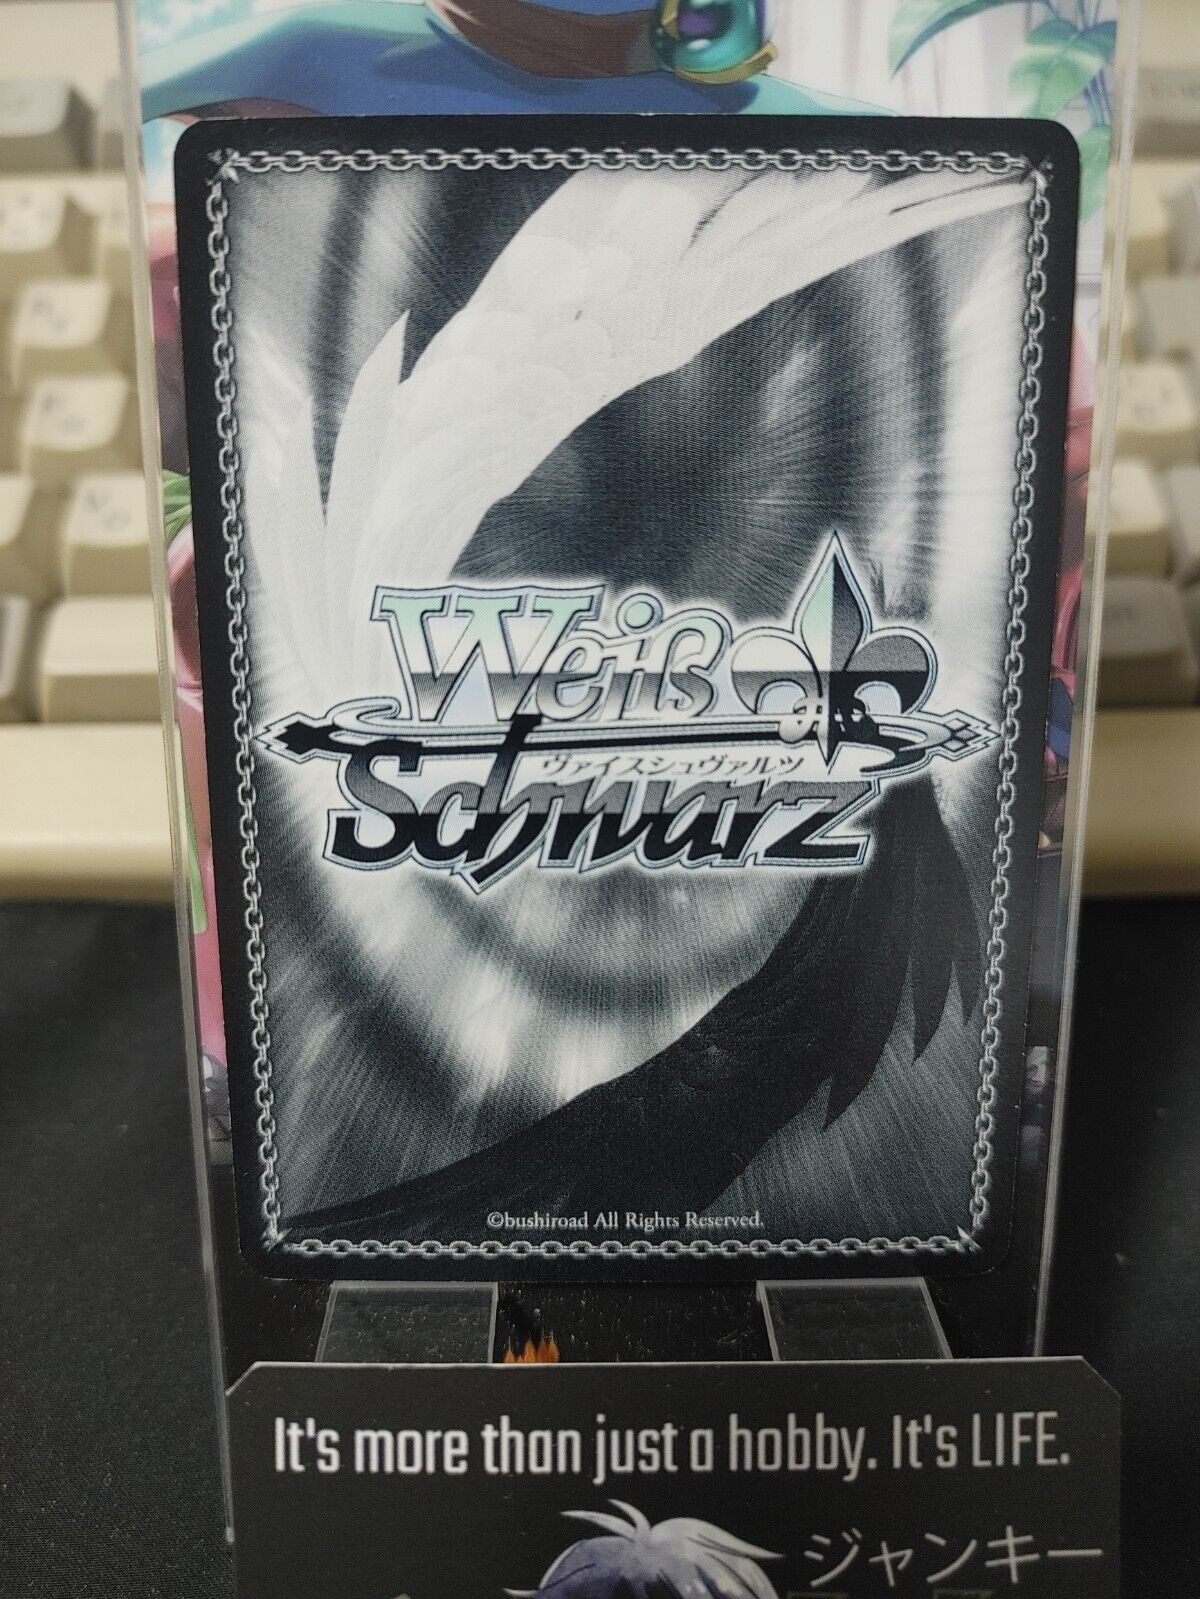 Weiß
ヴァイスシュヴァルツ
Schwarz
©bushiroad All Rights Reserved.
It's more than just a hobby. It's LIFE.
ジャンキー